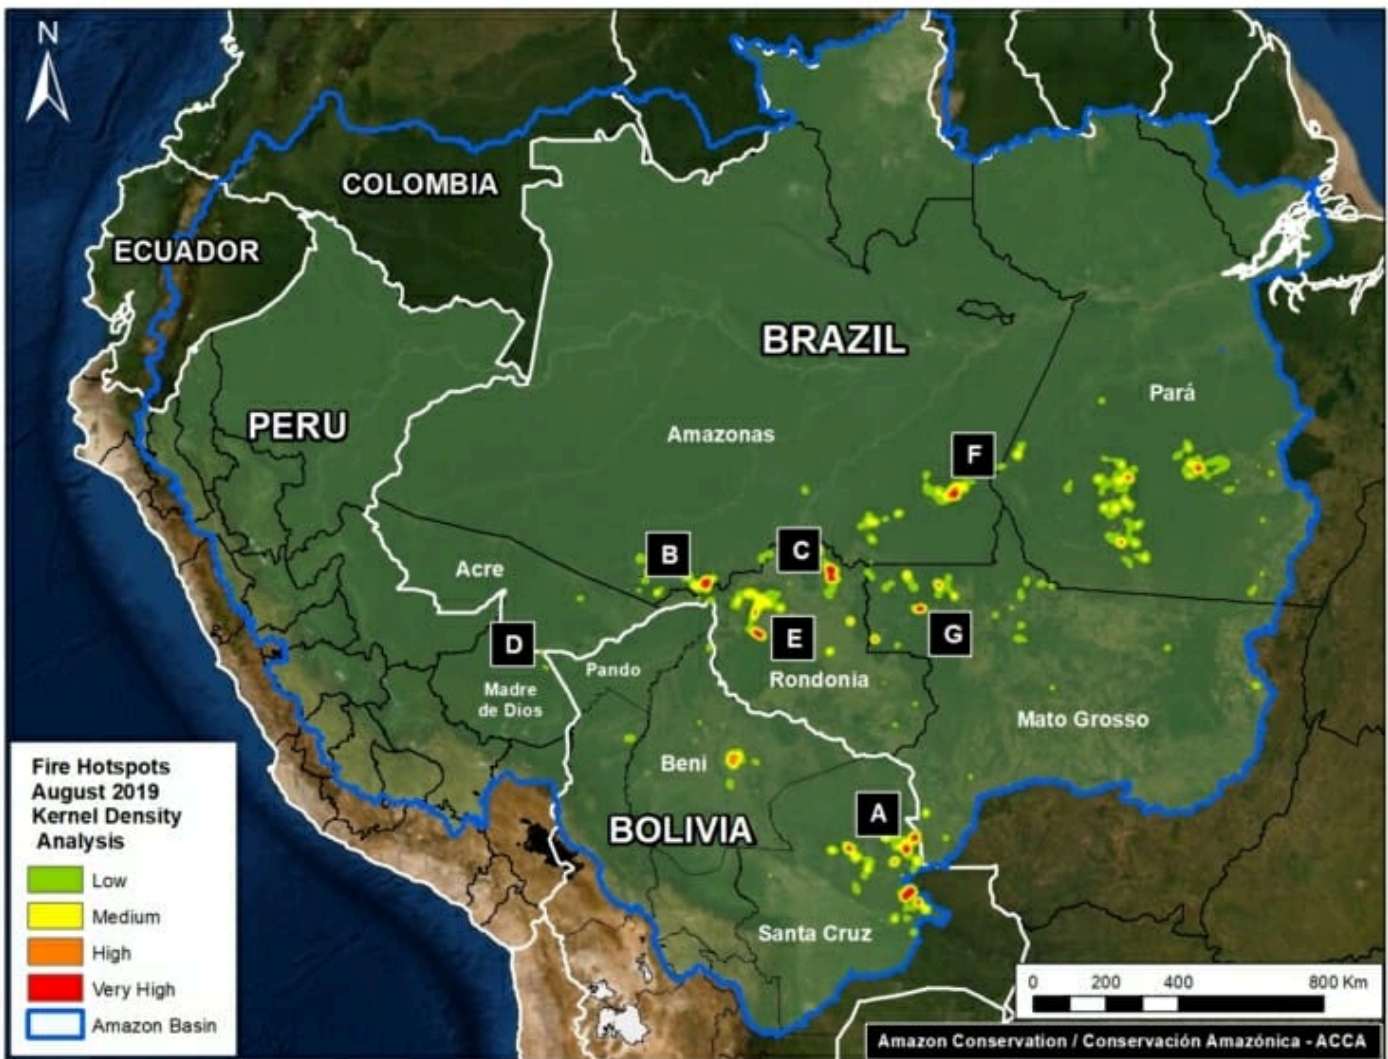 N
COLOMBIA
ECUADOR
BRAZIL
Pará
PERU
Amazonas
F
B
C
Acre
D
E
G
Pando
Rondonia
Madre
de Dios
Mato Grosso
Beni
A
BOLIVIA
Santa Cruz
Fire Hotspots
August 2019
Kernel Density
Analysis
Low
Medium
High
Very High
Amazon Basin
0 200 400 800 Km
Amazon Conservation / Conservación Amazónica - ACCA